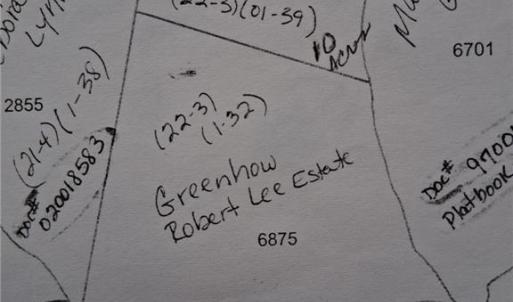 (22-3)(01-39)
10
ACRES
6701
2855
(21-4)(1-38)
Doc#
020018583
(22-3)
(1-32)
Greenhow
Robert Lee Estate
6875
Doc#
Platbook